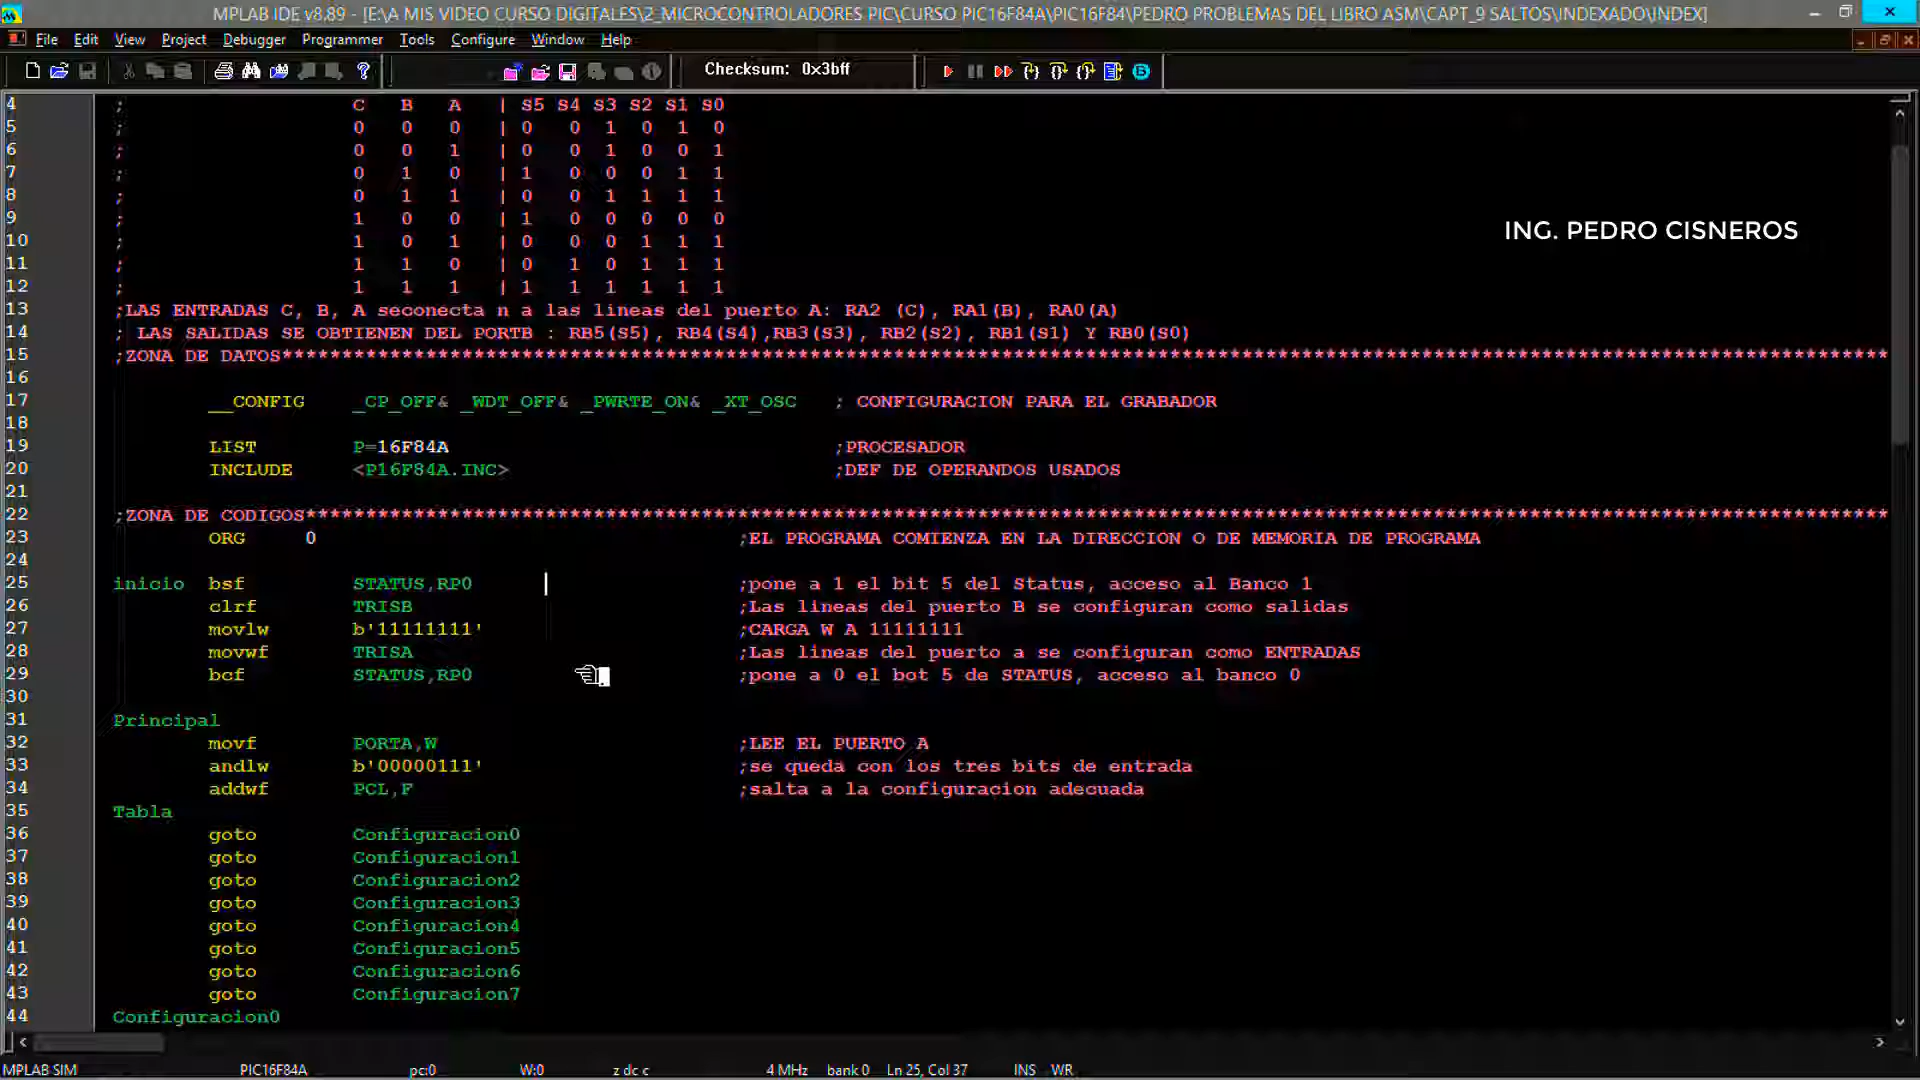 MPLAB IDE v8.89 - [E:\A MIS VIDEO CURSO DIGITALES\2_MICROCONTROLADORES PIC\CURSO PIC16F84A\PIC16F84\PEDRO PROBLEMAS DEL LIBRO ASM\CAPT_9 SALTOS\INDEXADO\INDEX]
File Edit View Project Debugger Programmer Tools Configure Window Help
Checksum: 0x3bff
4 ; C B A | S5 S4 S3 S2 S1 S0
5 ; 0 0 0 | 0 0 1 0 1 0
6 ; 0 0 1 | 0 0 1 0 0 1
7 ; 0 1 0 | 1 0 0 0 1 1
8 ; 0 1 1 | 0 0 1 1 1 1
9 ; 1 0 0 | 1 0 0 0 0 0
ING. PEDRO CISNEROS
10 ; 1 0 1 | 0 0 0 1 1 1
11 ; 1 1 0 | 0 1 0 1 1 1
12 ; 1 1 1 | 1 1 1 1 1 1
13 ;LAS ENTRADAS C, B, A seconecta n a las lineas del puerto A: RA2 (C), RA1(B), RA0(A)
14 ; LAS SALIDAS SE OBTIENEN DEL PORTB : RB5(S5), RB4(S4),RB3(S3), RB2(S2), RB1(S1) Y RB0(S0)
15 ;ZONA DE DATOS**************************************************************************************************************************************
16
17 __CONFIG _CP_OFF& _WDT_OFF& _PWRTE_ON& _XT_OSC ; CONFIGURACION PARA EL GRABADOR
18
19 LIST P=16F84A ;PROCESADOR
20 INCLUDE <P16F84A.INC> ;DEF DE OPERANDOS USADOS
21
22 ;ZONA DE CODIGOS************************************************************************************************************************************
23 ORG 0 ;EL PROGRAMA COMIENZA EN LA DIRECCION O DE MEMORIA DE PROGRAMA
24
25 inicio bsf STATUS,RP0 ;pone a 1 el bit 5 del Status, acceso al Banco 1
26 clrf TRISB ;Las lineas del puerto B se configuran como salidas
27 movlw b'11111111' ;CARGA W A 11111111
28 movwf TRISA ;Las lineas del puerto a se configuran como ENTRADAS
29 bcf STATUS,RP0 ;pone a 0 el bot 5 de STATUS, acceso al banco 0
30
31 Principal
32 movf PORTA,W ;LEE EL PUERTO A
33 andlw b'00000111' ;se queda con los tres bits de entrada
34 addwf PCL,F ;salta a la configuracion adecuada
35 Tabla
36 goto Configuracion0
37 goto Configuracion1
38 goto Configuracion2
39 goto Configuracion3
40 goto Configuracion4
41 goto Configuracion5
42 goto Configuracion6
43 goto Configuracion7
44 Configuracion0
MPLAB SIM PIC16F84A pc:0 W:0 z dc c 4 MHz bank 0 Ln 25, Col 37 INS WR